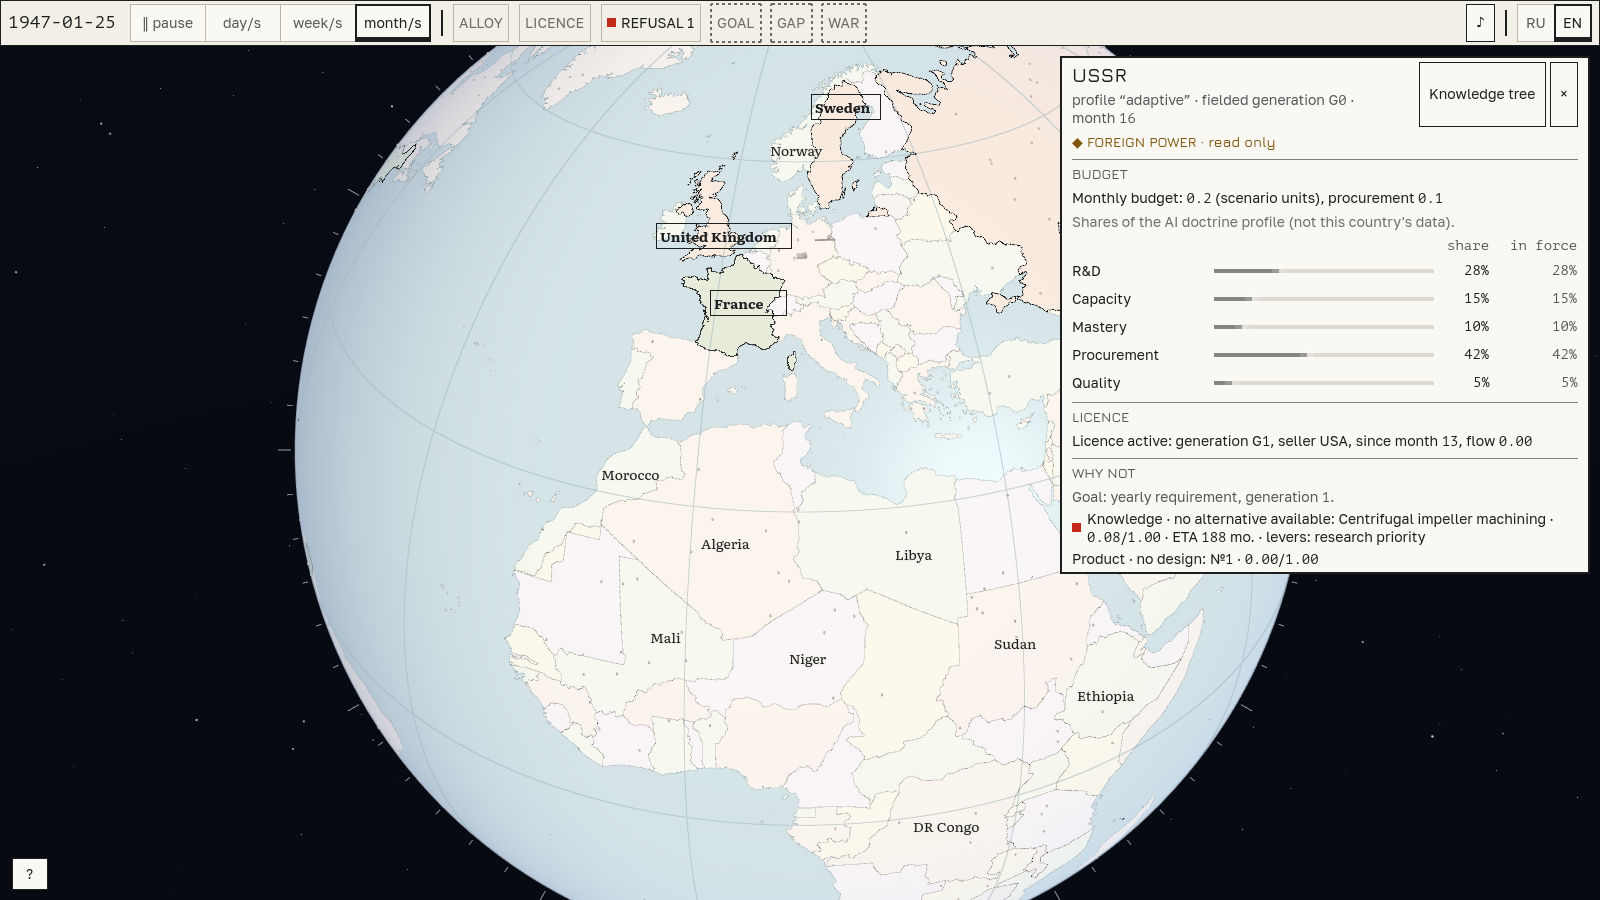 1947-01-25
‖ pause
day/s
week/s
month/s
ALLOY
LICENCE
REFUSAL 1
GOAL
GAP
WAR
♪
RU
EN
USSR
profile “adaptive” · fielded generation G0 ·
month 16
Knowledge tree
×
◆ FOREIGN POWER · read only
BUDGET
Monthly budget: 0.2 (scenario units), procurement 0.1
Shares of the AI doctrine profile (not this country's data).
share in force
R&D 28% 28%
Capacity 15% 15%
Mastery 10% 10%
Procurement 42% 42%
Quality 5% 5%
LICENCE
Licence active: generation G1, seller USA, since month 13, flow 0.00
WHY NOT
Goal: yearly requirement, generation 1.
Knowledge · no alternative available: Centrifugal impeller machining ·
0.08/1.00 · ETA 188 mo. · levers: research priority
Product · no design: №1 · 0.00/1.00
Sweden
Norway
United Kingdom
France
Morocco
Algeria
Libya
Mali
Niger
Sudan
Ethiopia
DR Congo
?